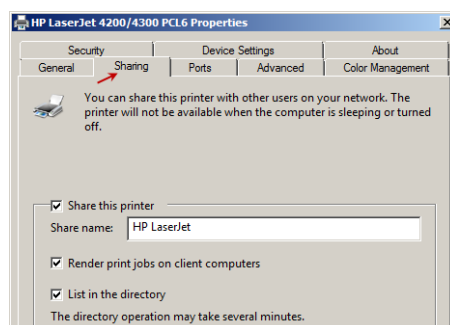 HP LaserJet 4200/4300 PCL6 Properties
Security Device Settings About
General Sharing Ports Advanced Color Management
You can share this printer with other users on your network. The
printer will not be available when the computer is sleeping or turned
off.
Share this printer
Share name: HP LaserJet
Render print jobs on client computers
List in the directory
The directory operation may take several minutes.